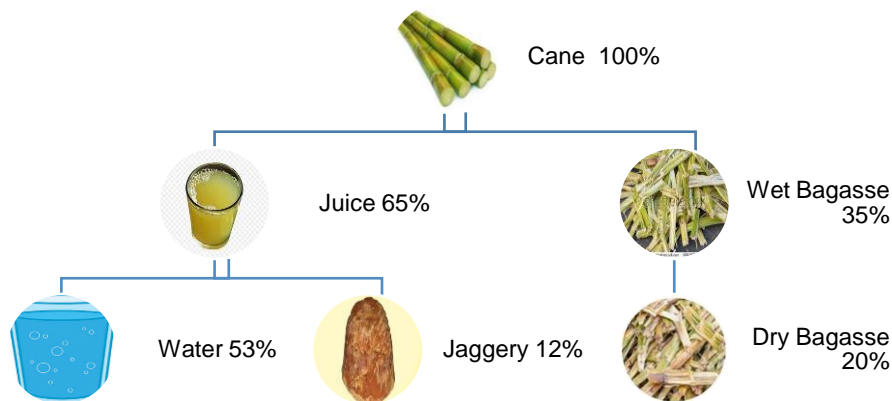 Cane 100%
Juice 65%
Wet Bagasse
35%
Water 53%
Jaggery 12%
Dry Bagasse
20%